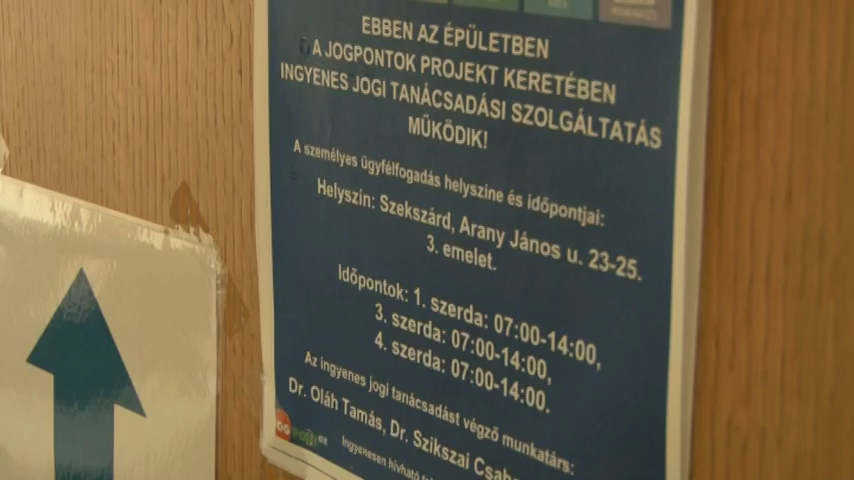 EBBEN AZ ÉPÜLETBEN
A JOGPONTOK PROJEKT KERETÉBEN
INGYENES JOGI TANÁCSADÁSI SZOLGÁLTATÁS
MŰKÖDIK!
A személyes ügyfélfogadás helyszíne és időpontjai:
Helyszín: Szekszárd, Arany János u. 23-25.
3. emelet.
Időpontok: 1. szerda: 07:00-14:00,
3. szerda: 07:00-14:00,
4. szerda: 07:00-14:00.
Az ingyenes jogi tanácsadást végző munkatárs:
Dr. Oláh Tamás, Dr. Szikszai
Ingyenesen hívható